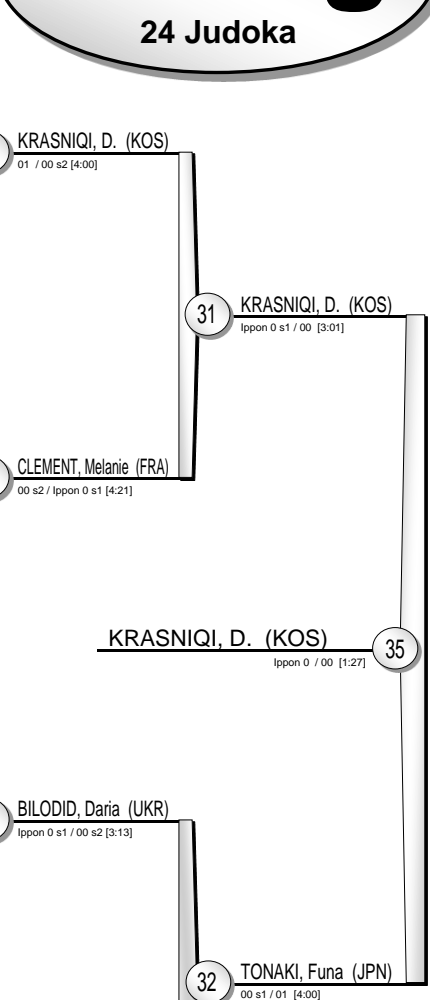 24 Judoka
KRASNIQI, D. (KOS)
01 / 00 s2 [4:00]
31
KRASNIQI, D. (KOS)
Ippon 0 s1 / 00 [3:01]
CLEMENT, Melanie (FRA)
00 s2 / Ippon 0 s1 [4:21]
KRASNIQI, D. (KOS)
35
Ippon 0 / 00 [1:27]
BILODID, Daria (UKR)
Ippon 0 s1 / 00 s2 [3:13]
32
TONAKI, Funa (JPN)
00 s1 / 01 [4:00]